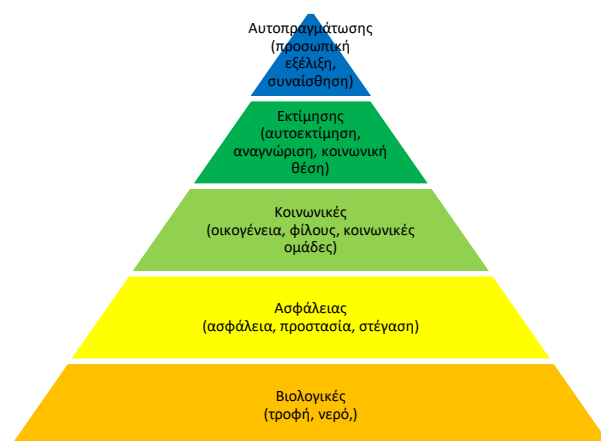 Αυτοπραγμάτωσης
(προσωπική
εξέλιξη,
συναίσθηση)
Εκτίμησης
(αυτοεκτίμηση,
αναγνώριση, κοινωνική
θέση)
Κοινωνικές
(οικογένεια, φίλους, κοινωνικές
ομάδες)
Ασφάλειας
(ασφάλεια, προστασία, στέγαση)
Βιολογικές
(τροφή, νερό,)